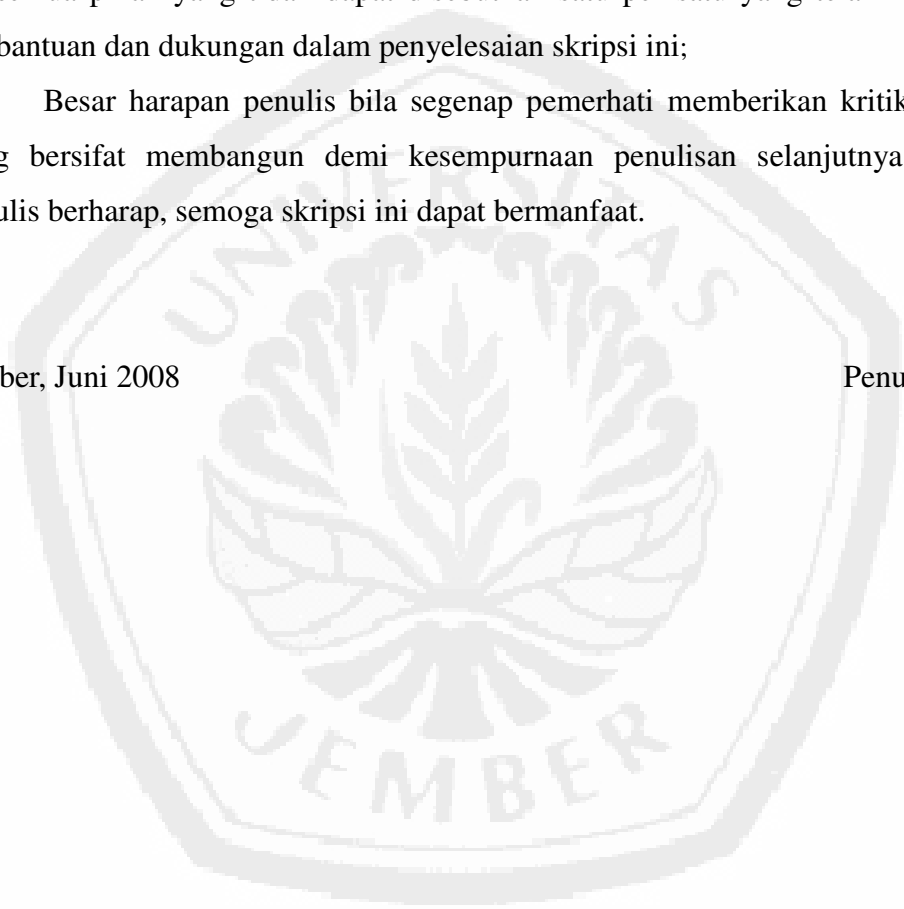 bantuan dan dukungan dalam penyelesaian skripsi ini;
Besar harapan penulis bila segenap pemerhati memberikan kritik
g bersifat membangun demi kesempurnaan penulisan selanjutnya
ulis berharap, semoga skripsi ini dapat bermanfaat.
ber, Juni 2008 Penu
UNIVERSITAS
JEMBER